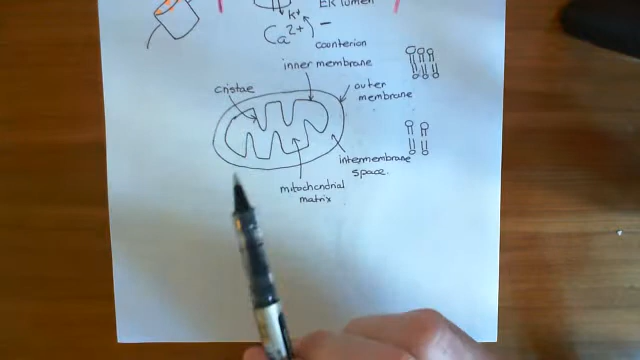 K+
ER lumen
Ca2+
−
counterion
inner membrane
cristae
outer
membrane
intermembrane
space
mitochondrial
matrix